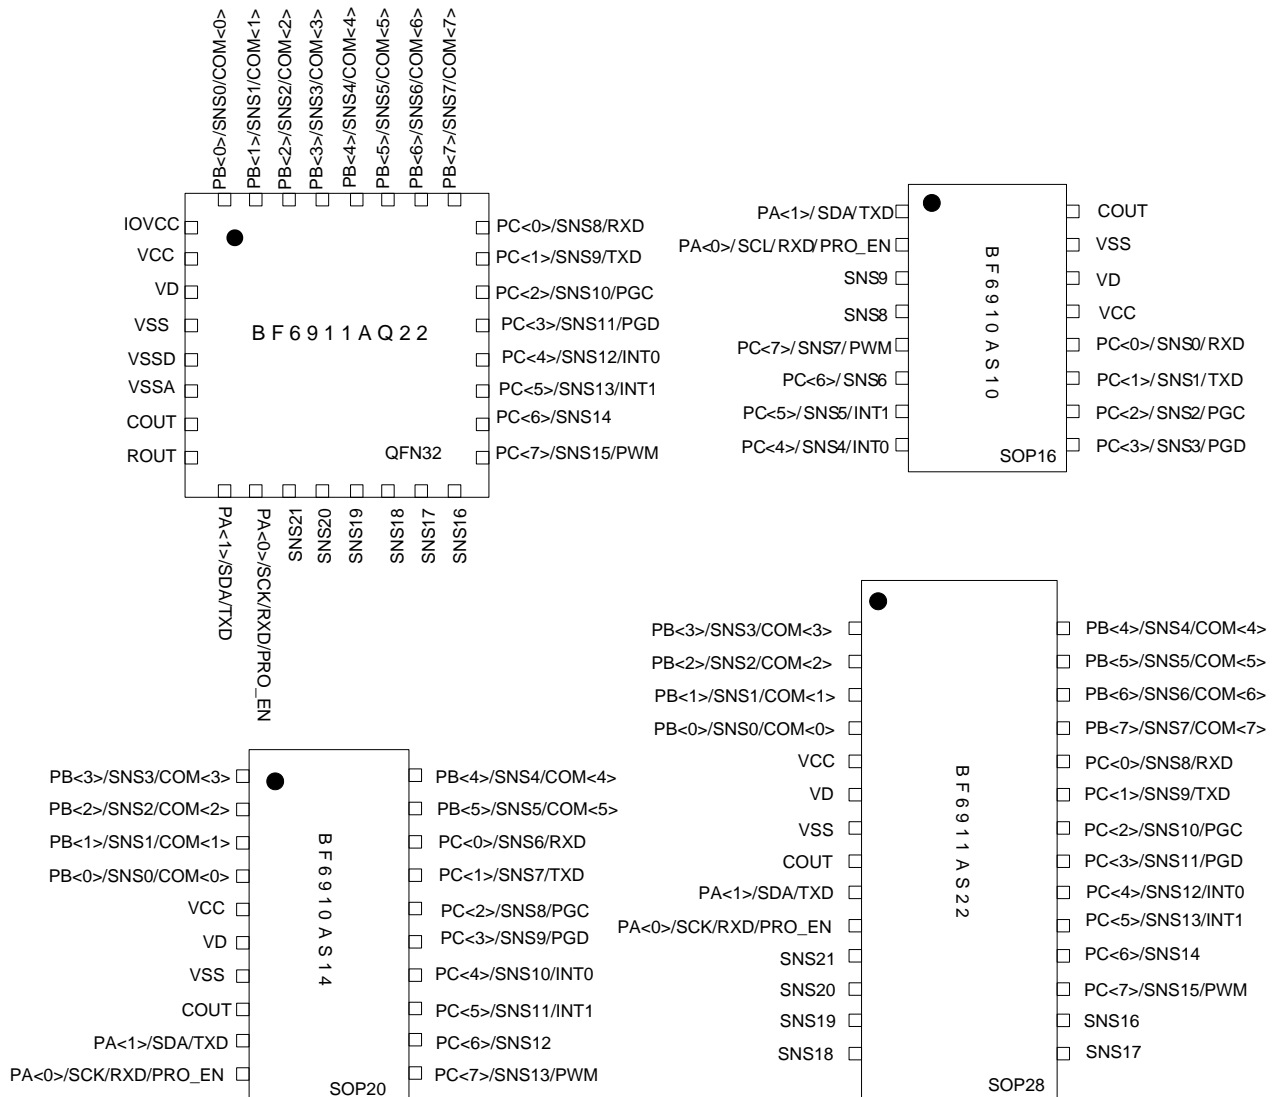 PB<0>/SNS0/COM<0>
PB<1>/SNS1/COM<1>
PB<2>/SNS2/COM<2>
PB<3>/SNS3/COM<3>
PB<4>/SNS4/COM<4>
PB<5>/SNS5/COM<5>
PB<6>/SNS6/COM<6>
PB<7>/SNS7/COM<7>
IOVCC
VCC
VD
VSS
VSSD
VSSA
COUT
ROUT
BF6911AQ22
QFN32
PC<0>/SNS8/RXD
PC<1>/SNS9/TXD
PC<2>/SNS10/PGC
PC<3>/SNS11/PGD
PC<4>/SNS12/INT0
PC<5>/SNS13/INT1
PC<6>/SNS14
PC<7>/SNS15/PWM
PA<1>/SDA/TXD
PA<0>/SCK/RXD/PRO_EN
SNS21
SNS20
SNS19
SNS18
SNS17
SNS16
PA<1>/SDA/TXD
PA<0>/SCL/RXD/PRO_EN
SNS9
SNS8
PC<7>/SNS7/PWM
PC<6>/SNS6
PC<5>/SNS5/INT1
PC<4>/SNS4/INT0
BF6910AS10
SOP16
COUT
VSS
VD
VCC
PC<0>/SNS0/RXD
PC<1>/SNS1/TXD
PC<2>/SNS2/PGC
PC<3>/SNS3/PGD
PB<3>/SNS3/COM<3>
PB<2>/SNS2/COM<2>
PB<1>/SNS1/COM<1>
PB<0>/SNS0/COM<0>
VCC
VD
VSS
COUT
PA<1>/SDA/TXD
PA<0>/SCK/RXD/PRO_EN
BF6910AS14
SOP20
PB<4>/SNS4/COM<4>
PB<5>/SNS5/COM<5>
PC<0>/SNS6/RXD
PC<1>/SNS7/TXD
PC<2>/SNS8/PGC
PC<3>/SNS9/PGD
PC<4>/SNS10/INT0
PC<5>/SNS11/INT1
PC<6>/SNS12
PC<7>/SNS13/PWM
PB<3>/SNS3/COM<3>
PB<2>/SNS2/COM<2>
PB<1>/SNS1/COM<1>
PB<0>/SNS0/COM<0>
VCC
VD
VSS
COUT
PA<1>/SDA/TXD
PA<0>/SCK/RXD/PRO_EN
SNS21
SNS20
SNS19
SNS18
BF6911AS22
SOP28
PB<4>/SNS4/COM<4>
PB<5>/SNS5/COM<5>
PB<6>/SNS6/COM<6>
PB<7>/SNS7/COM<7>
PC<0>/SNS8/RXD
PC<1>/SNS9/TXD
PC<2>/SNS10/PGC
PC<3>/SNS11/PGD
PC<4>/SNS12/INT0
PC<5>/SNS13/INT1
PC<6>/SNS14
PC<7>/SNS15/PWM
SNS16
SNS17